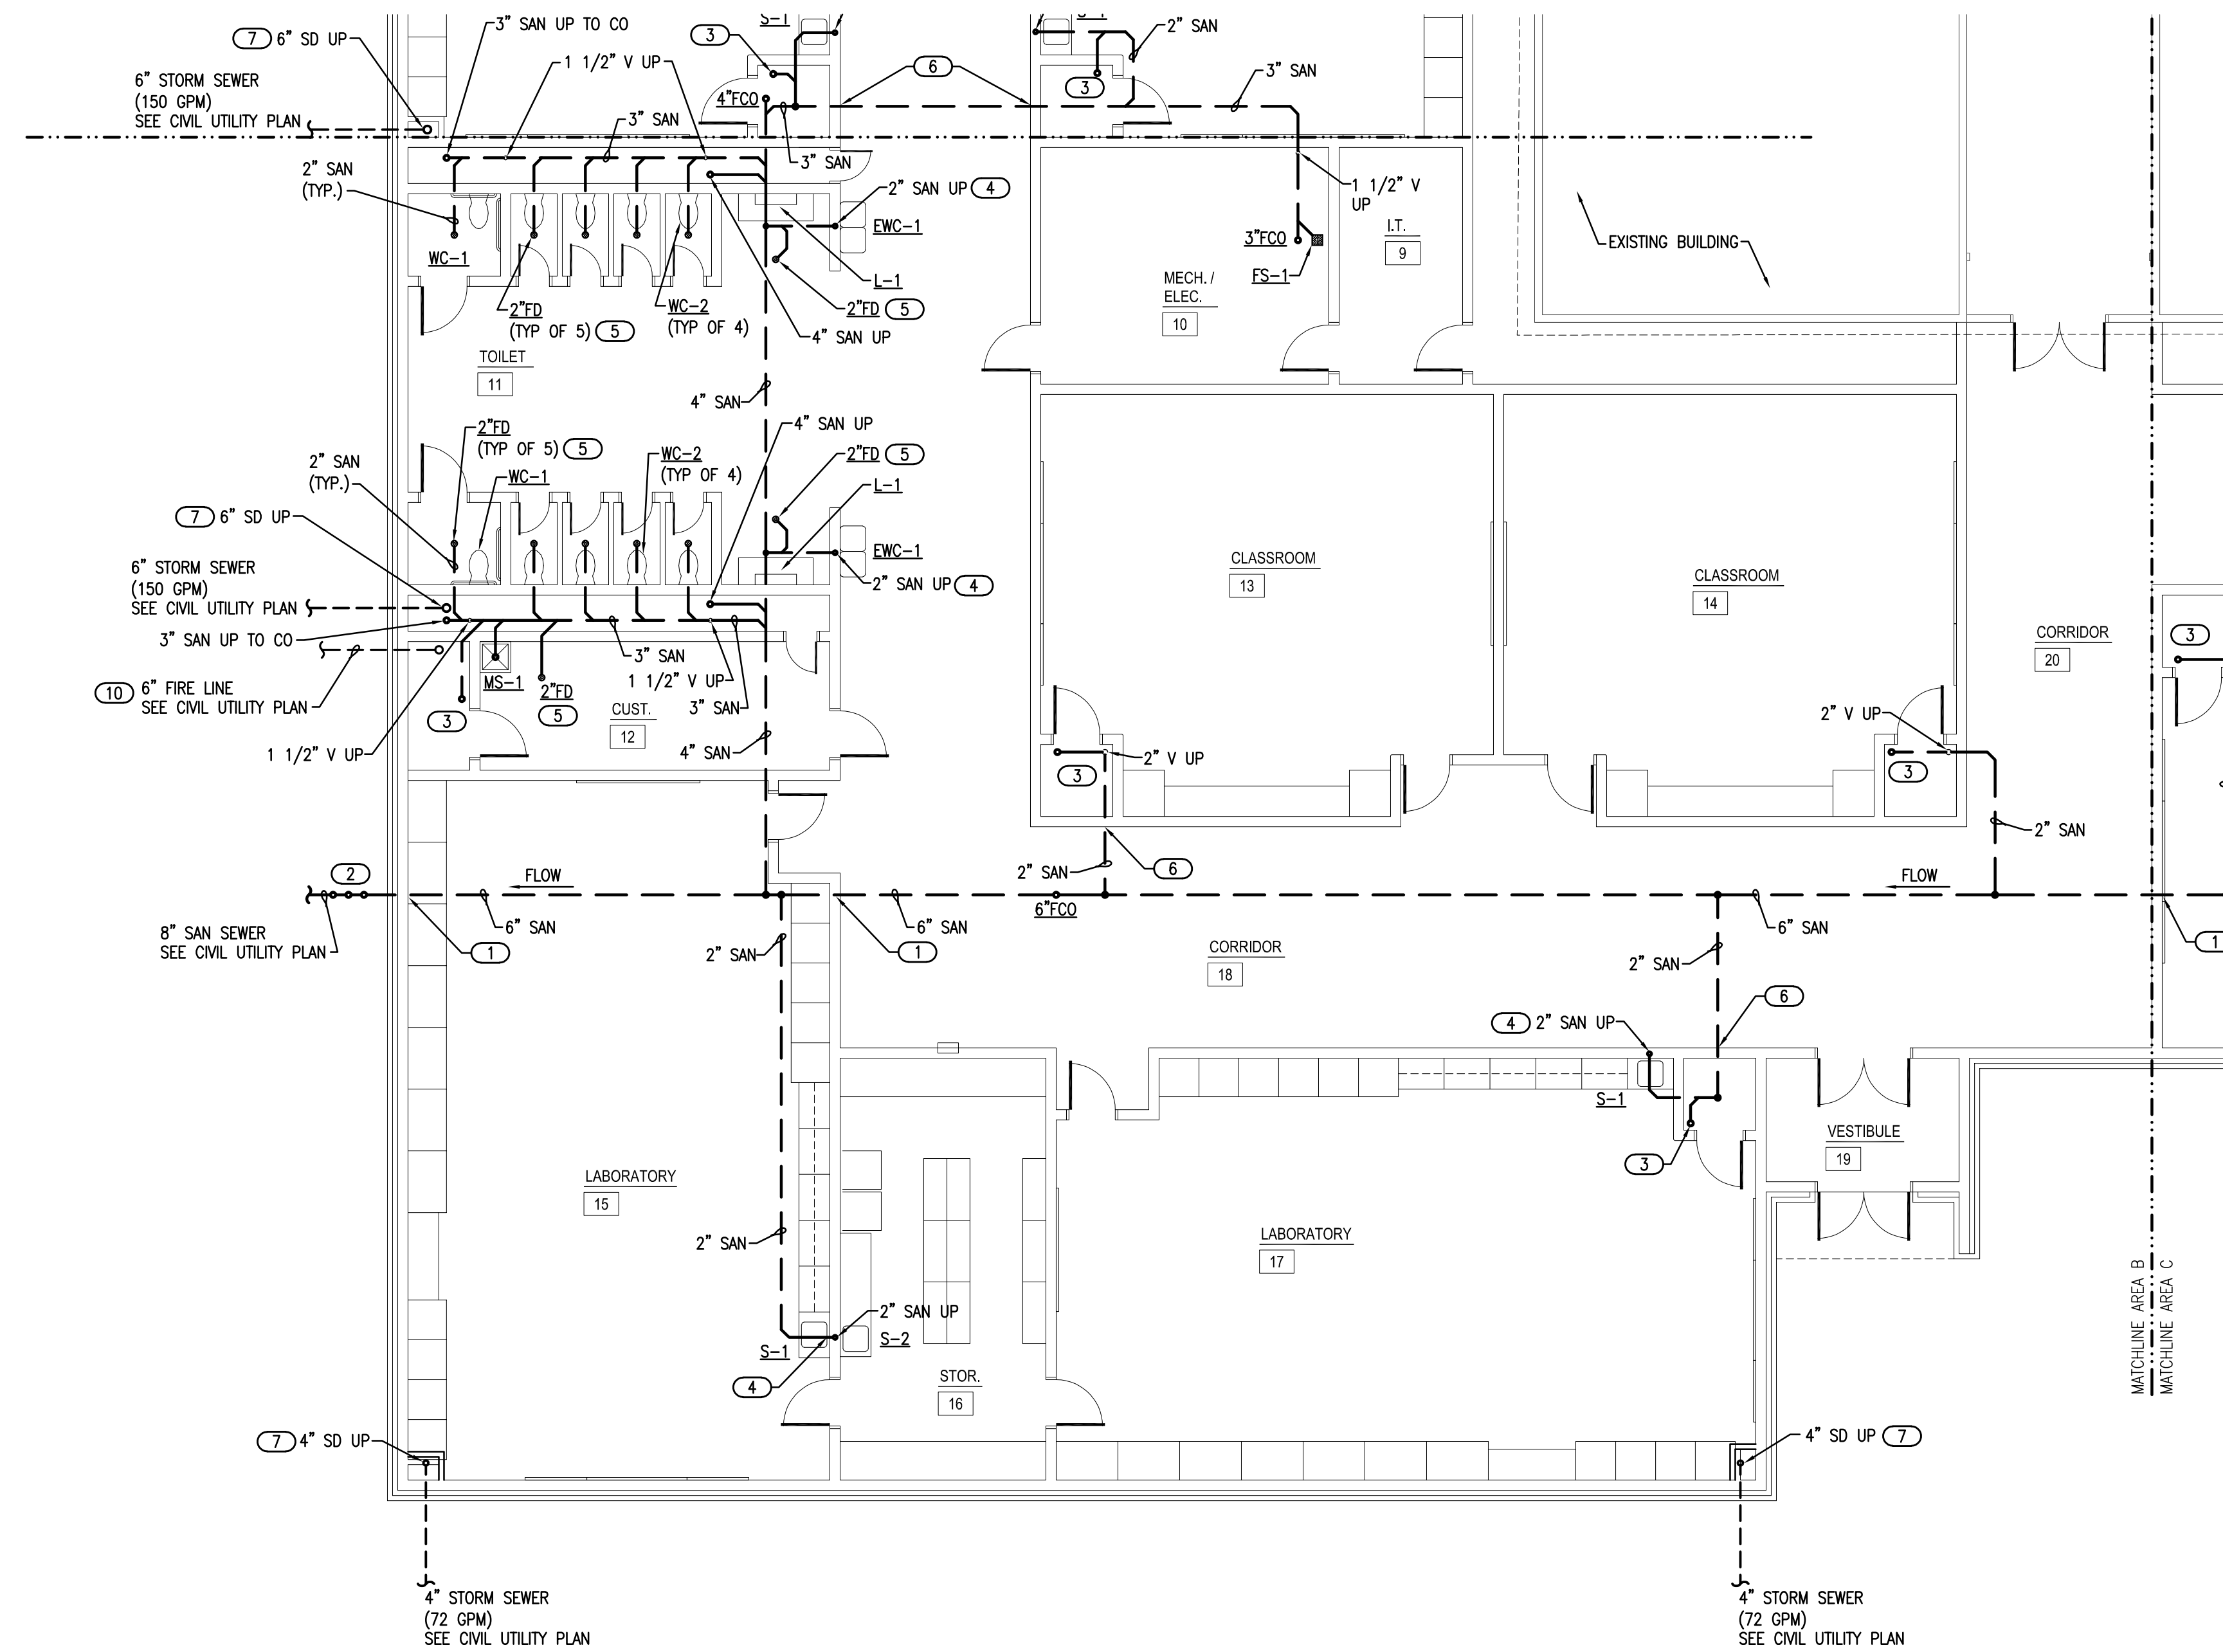 3" SAN UP TO CO
7
6" SD UP
6" STORM SEWER
(150 GPM)
SEE CIVIL UTILITY PLAN
1 1/2" V UP
S-1
3
4"FCO
3" SAN
3" SAN
6
3
2" SAN
3" SAN
2" SAN
(TYP.)
WC-1
2"FD
(TYP OF 5)
5
WC-2
(TYP OF 4)
2" SAN UP
4
EWC-1
L-1
2"FD
5
4" SAN UP
1 1/2" V
UP
3"FCO
FS-1
I.T.
9
MECH./
ELEC.
10
EXISTING BUILDING
TOILET
11
4" SAN
2"FD
(TYP OF 5)
5
WC-1
WC-2
(TYP OF 4)
4" SAN UP
2"FD
5
L-1
EWC-1
2" SAN UP
4
2" SAN
(TYP.)
7
6" SD UP
6" STORM SEWER
(150 GPM)
SEE CIVIL UTILITY PLAN
3" SAN UP TO CO
10
6" FIRE LINE
SEE CIVIL UTILITY PLAN
1 1/2" V UP
3
MS-1
2"FD
5
3" SAN
1 1/2" V UP
3" SAN
CUST.
12
4" SAN
CLASSROOM
13
CLASSROOM
14
CORRIDOR
20
3
3
2" V UP
2" V UP
3
2" SAN
2" SAN
6
2
FLOW
8" SAN SEWER
SEE CIVIL UTILITY PLAN
1
6" SAN
2" SAN
1
6" SAN
6"FCO
CORRIDOR
18
2" SAN
6" SAN
FLOW
1
6
4
2" SAN UP
S-1
3
VESTIBULE
19
LABORATORY
15
2" SAN
2" SAN UP
S-1
S-2
4
STOR.
16
LABORATORY
17
MATCHLINE AREA B
MATCHLINE AREA C
7
4" SD UP
4" SD UP
7
4" STORM SEWER
(72 GPM)
SEE CIVIL UTILITY PLAN
4" STORM SEWER
(72 GPM)
SEE CIVIL UTILITY PLAN